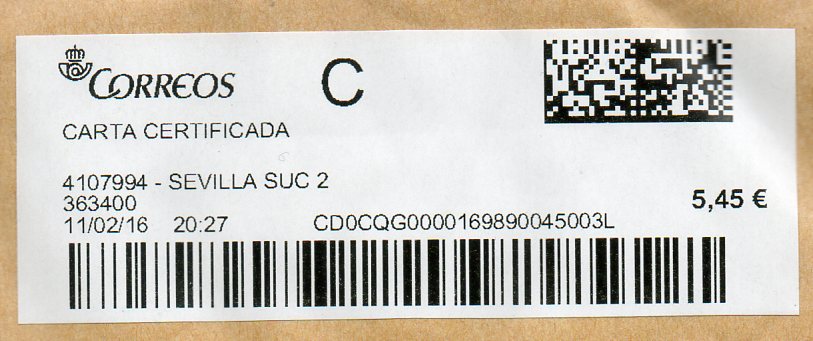 CORREOS
C
CARTA CERTIFICADA
4107994 - SEVILLA SUC 2
363400
5,45 €
11/02/16 20:27 CD0CQG0000169890045003L